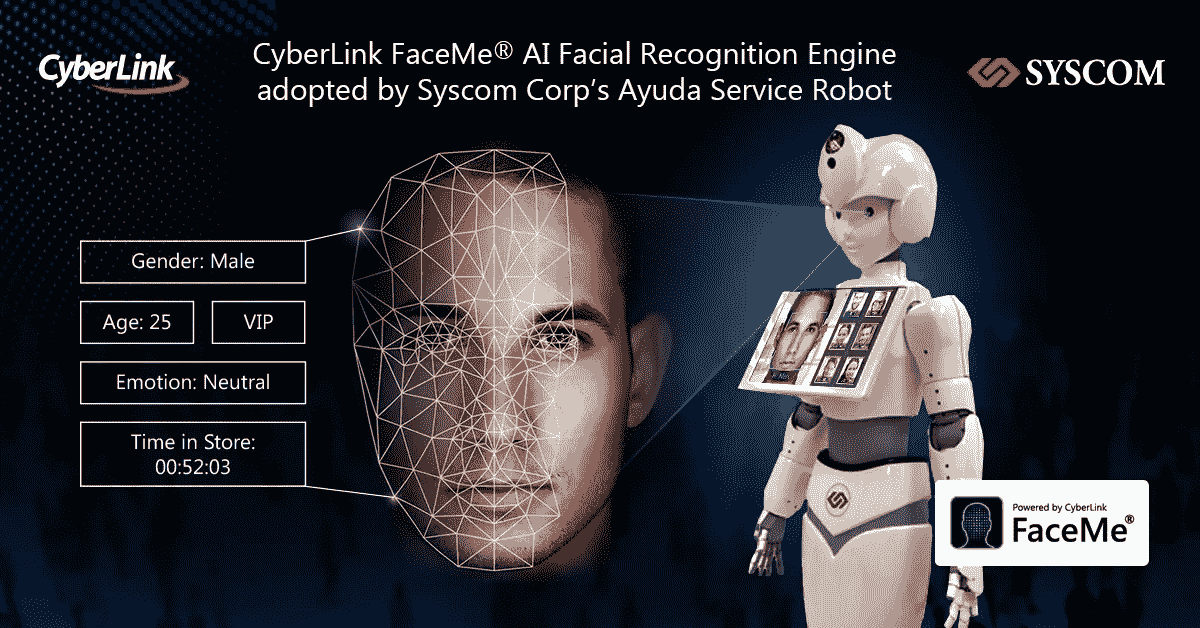 CyberLink
CyberLink FaceMe® AI Facial Recognition Engine
adopted by Syscom Corp's Ayuda Service Robot
SYSCOM
Gender: Male
Age: 25
VIP
Emotion: Neutral
Time in Store:
00:52:03
Powered by CyberLink
FaceMe®